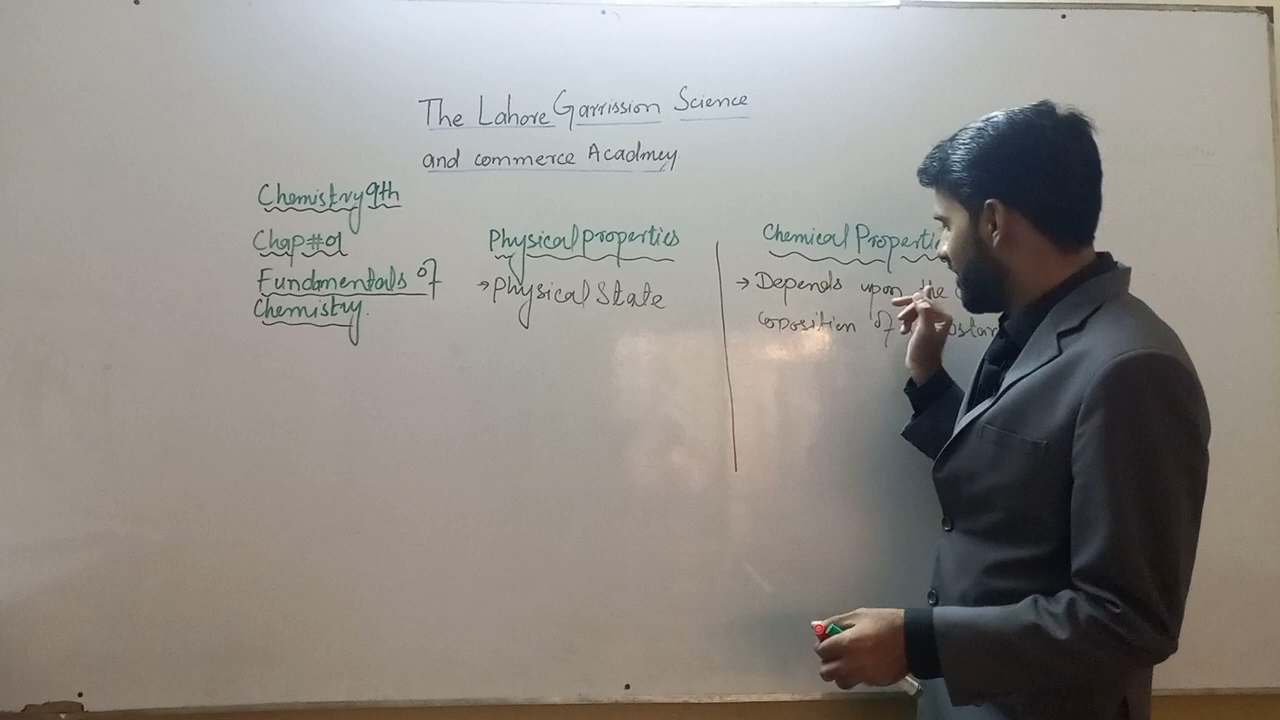 The Lahore Garrission Science
and commerce Acadmey
Chemistry 9th
Chap#01
Fundamentals of
Chemistry.
Physical properties
→ Physical State
Chemical Properti
→ Depends upon the
Coposition of